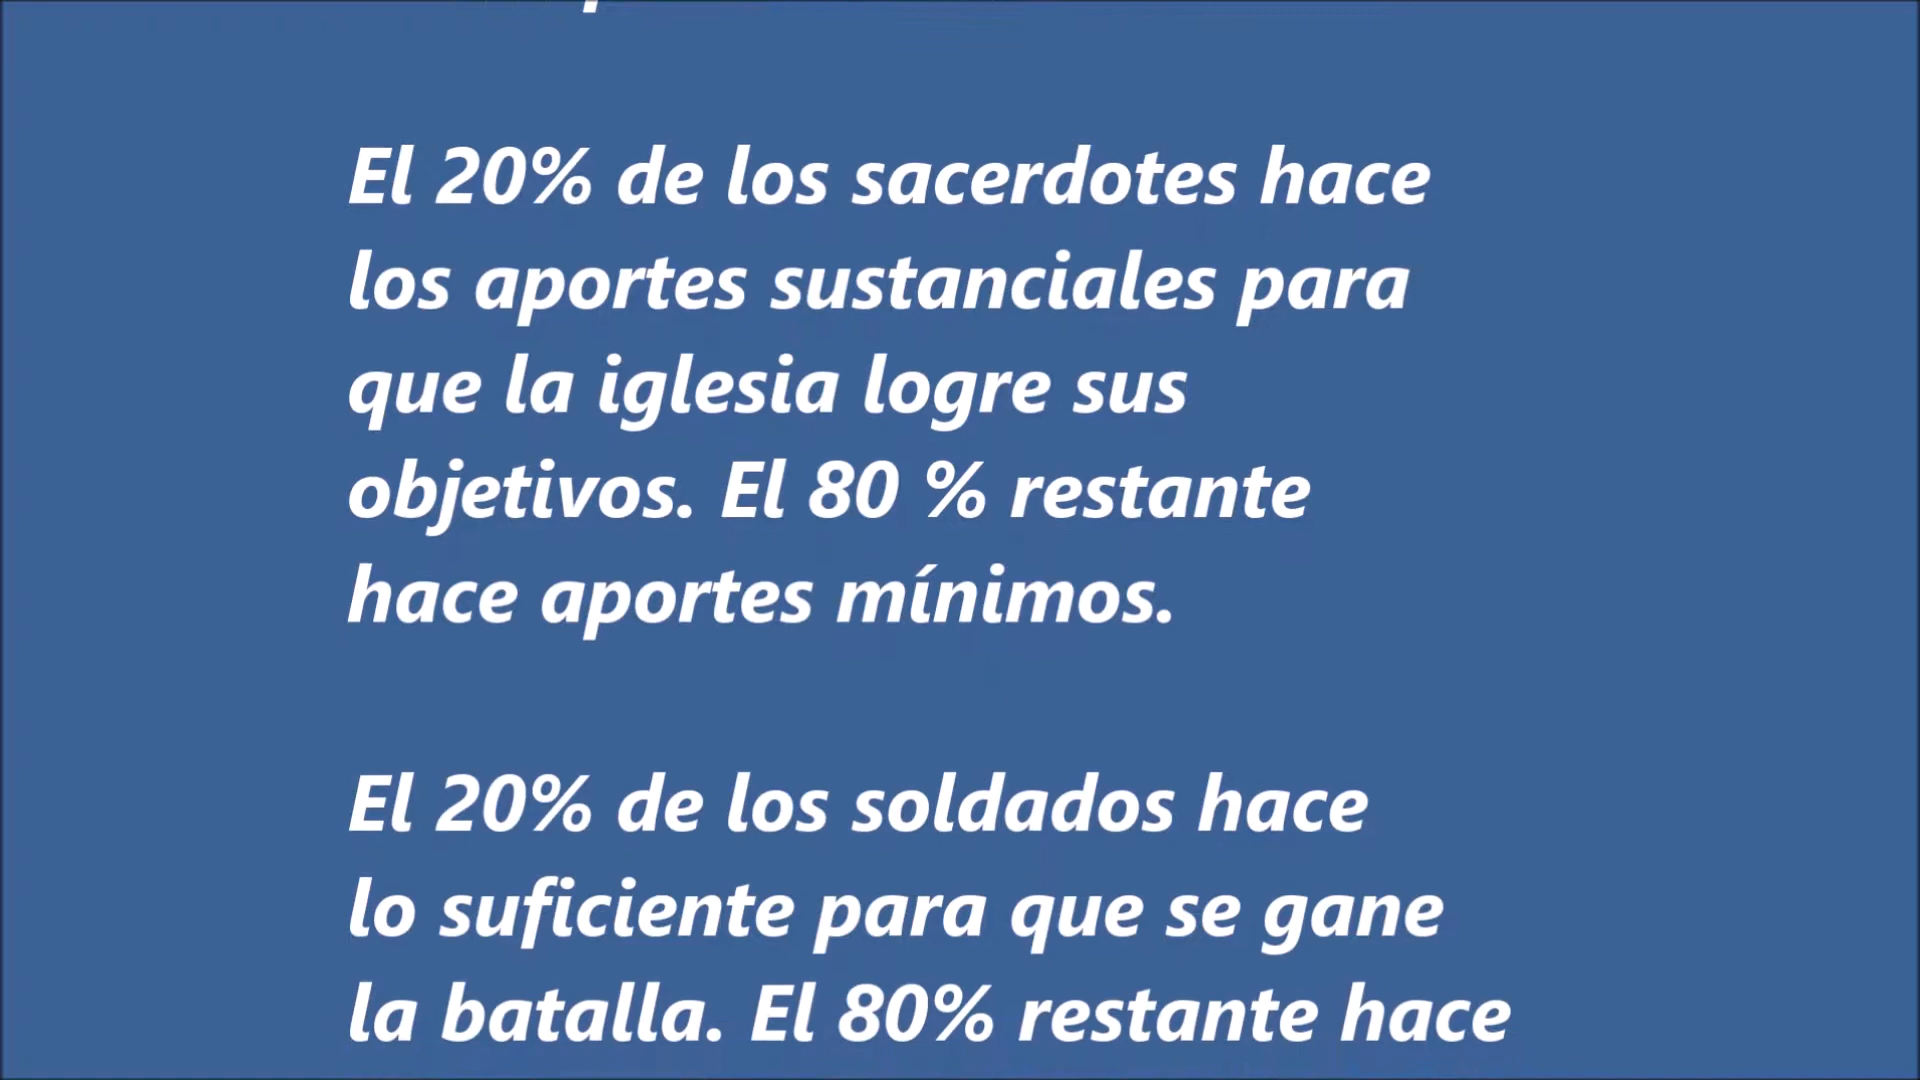 El 20% de los sacerdotes hace
los aportes sustanciales para
que la iglesia logre sus
objetivos. El 80 % restante
hace aportes mínimos.
El 20% de los soldados hace
lo suficiente para que se gane
la batalla. El 80% restante hace